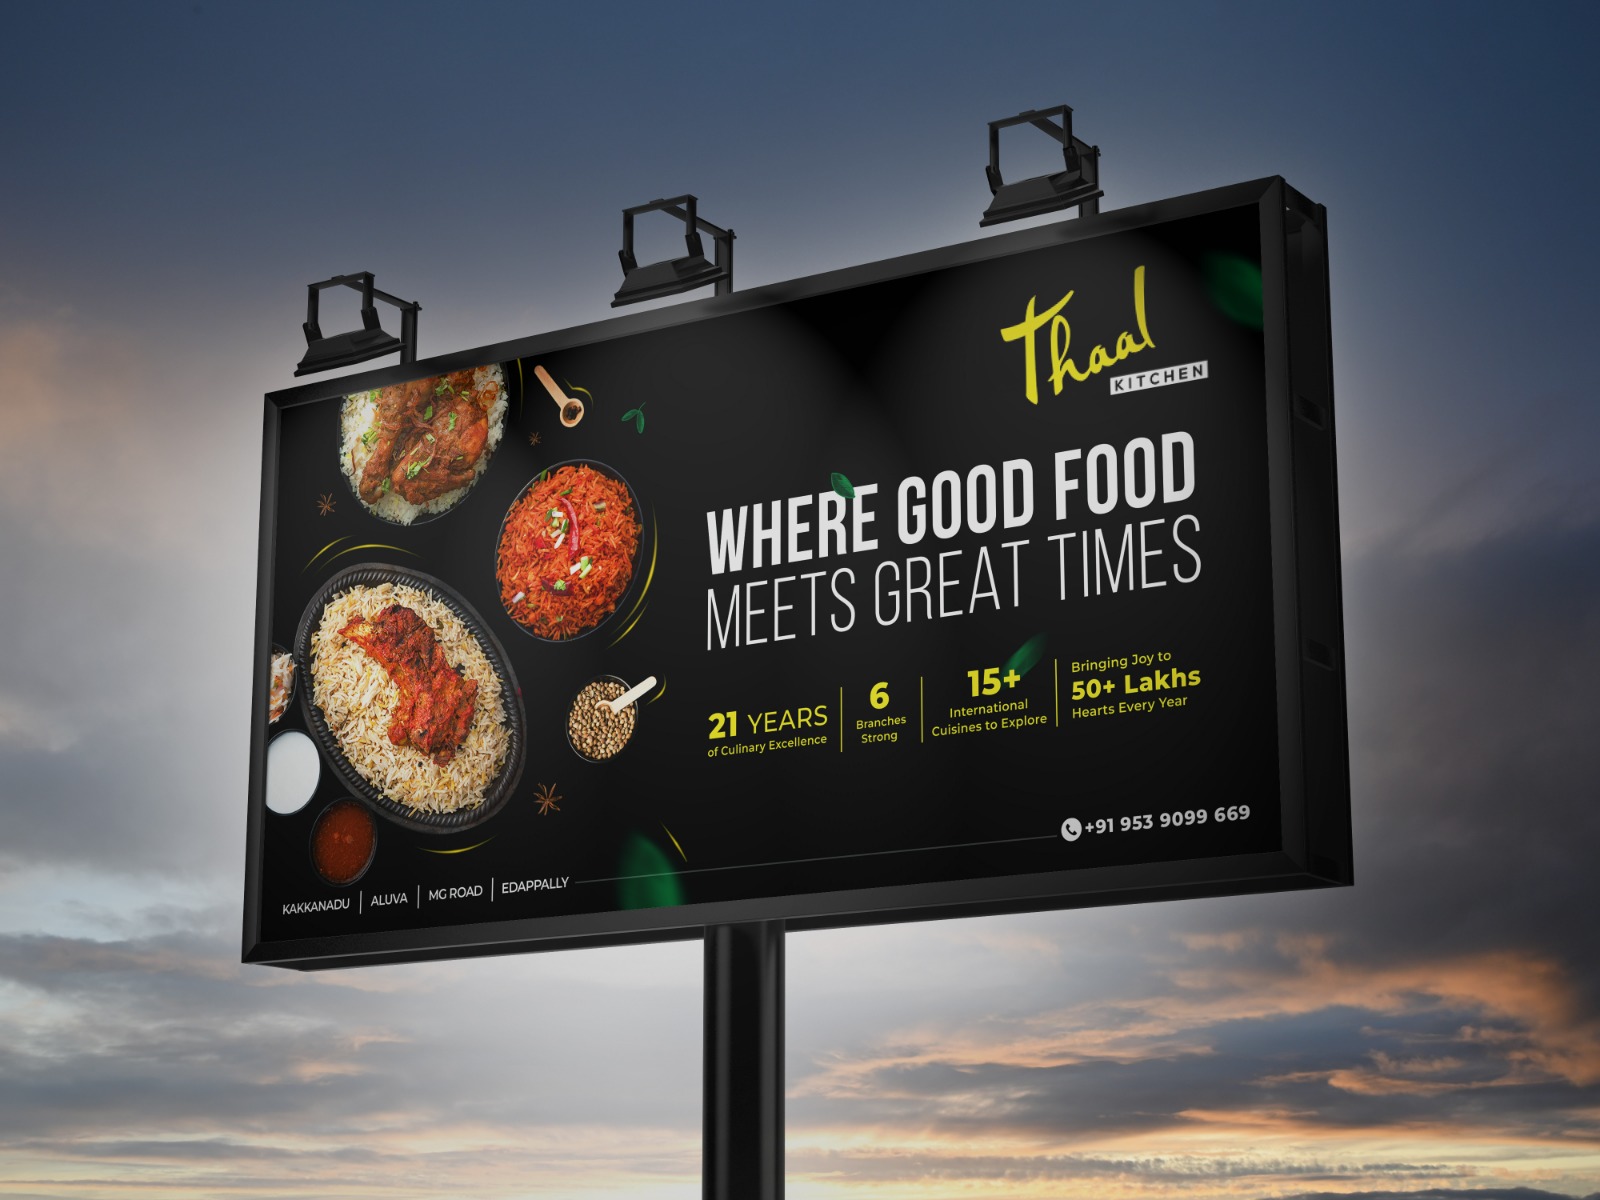 Thaal
KITCHEN
WHERE GOOD FOOD
MEETS GREAT TIMES
21 YEARS
of Culinary Excellence
6
Branches
Strong
15+
International
Cuisines to Explore
Bringing Joy to
50+ Lakhs
Hearts Every Year
+91 953 9099 669
KAKKANADU | ALUVA | MG ROAD | EDAPPALLY